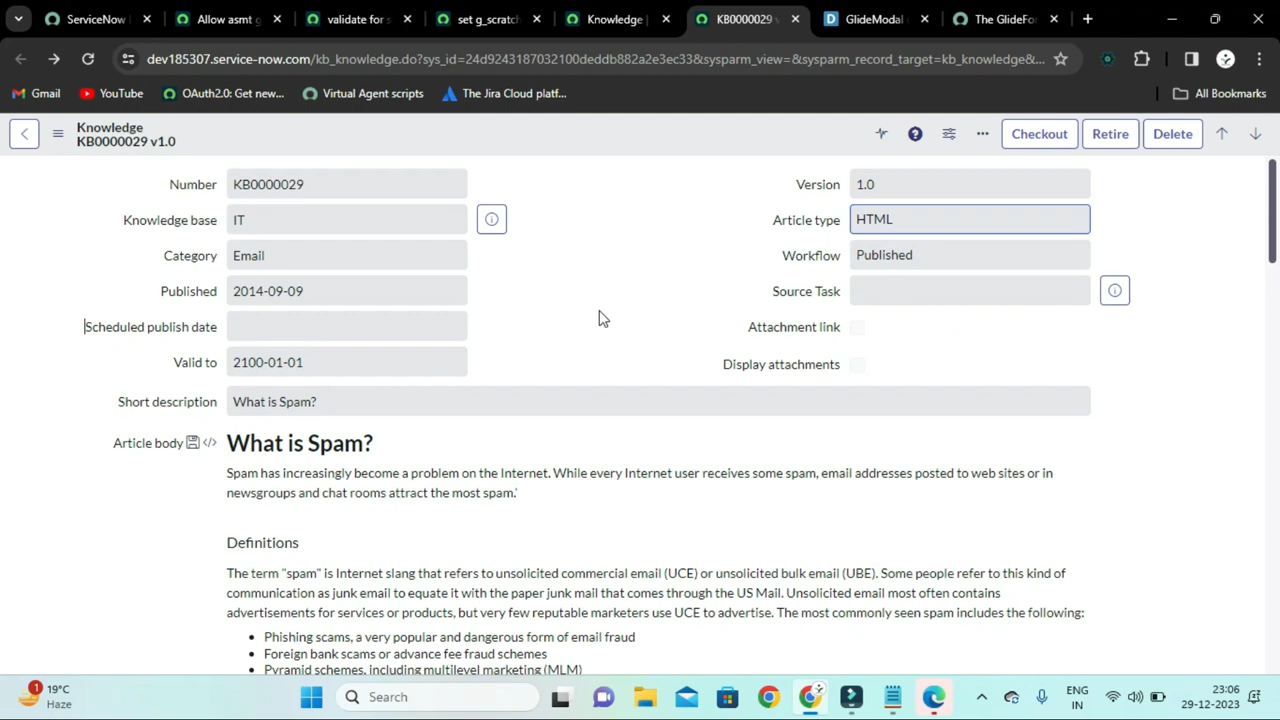 ServiceNow
Allow asmt g
validate for s
set g_scratch
Knowledge
KB0000029 v
GlideModal
The GlideFo
dev185307.service-now.com/kb_knowledge.do?sys_id=24d9243187032100deddb882a2e3ec33&sysparm_view=&sysparm_record_target=kb_knowledge&...
Gmail
YouTube
OAuth2.0: Get new...
Virtual Agent scripts
The Jira Cloud platf...
All Bookmarks
Knowledge
KB0000029 v1.0
Checkout
Retire
Delete
Number KB0000029
Version 1.0
Knowledge base IT
Article type HTML
Category Email
Workflow Published
Published 2014-09-09
Source Task
Scheduled publish date
Attachment link
Valid to 2100-01-01
Display attachments
Short description What is Spam?
Article body
What is Spam?
Spam has increasingly become a problem on the Internet. While every Internet user receives some spam, email addresses posted to web sites or in
newsgroups and chat rooms attract the most spam.`
Definitions
The term "spam" is Internet slang that refers to unsolicited commercial email (UCE) or unsolicited bulk email (UBE). Some people refer to this kind of
communication as junk email to equate it with the paper junk mail that comes through the US Mail. Unsolicited email most often contains
advertisements for services or products, but very few reputable marketers use UCE to advertise. The most commonly seen spam includes the following:
• Phishing scams, a very popular and dangerous form of email fraud
• Foreign bank scams or advance fee fraud schemes
• Pyramid schemes, including multilevel marketing (MLM)
1
19°C
Haze
Search
ENG
IN
23:06
29-12-2023